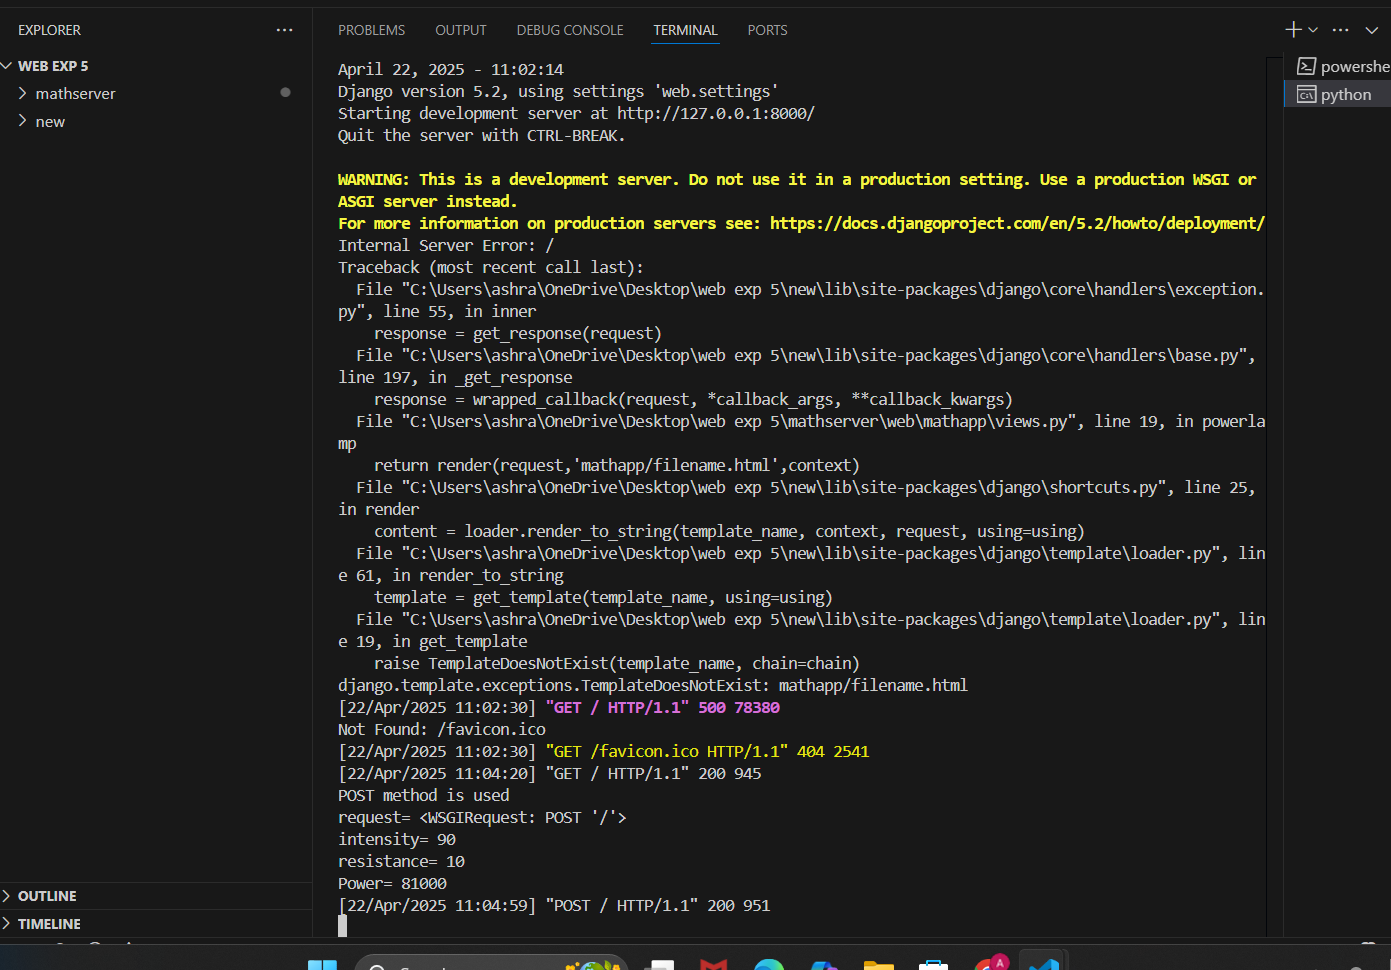 EXPLORER
PROBLEMS OUTPUT DEBUG CONSOLE TERMINAL PORTS
WEB EXP 5
mathserver
new
OUTLINE
TIMELINE
powershe
python
April 22, 2025 - 11:02:14
Django version 5.2, using settings 'web.settings'
Starting development server at http://127.0.0.1:8000/
Quit the server with CTRL-BREAK.
WARNING: This is a development server. Do not use it in a production setting. Use a production WSGI or
ASGI server instead.
For more information on production servers see: https://docs.djangoproject.com/en/5.2/howto/deployment/
Internal Server Error: /
Traceback (most recent call last):
  File "C:\Users\ashra\OneDrive\Desktop\web exp 5\new\lib\site-packages\django\core\handlers\exception.
py", line 55, in inner
    response = get_response(request)
  File "C:\Users\ashra\OneDrive\Desktop\web exp 5\new\lib\site-packages\django\core\handlers\base.py",
line 197, in _get_response
    response = wrapped_callback(request, *callback_args, **callback_kwargs)
  File "C:\Users\ashra\OneDrive\Desktop\web exp 5\mathserver\web\mathapp\views.py", line 19, in powerla
mp
    return render(request,'mathapp/filename.html',context)
  File "C:\Users\ashra\OneDrive\Desktop\web exp 5\new\lib\site-packages\django\shortcuts.py", line 25,
in render
    content = loader.render_to_string(template_name, context, request, using=using)
  File "C:\Users\ashra\OneDrive\Desktop\web exp 5\new\lib\site-packages\django\template\loader.py", lin
e 61, in render_to_string
    template = get_template(template_name, using=using)
  File "C:\Users\ashra\OneDrive\Desktop\web exp 5\new\lib\site-packages\django\template\loader.py", lin
e 19, in get_template
    raise TemplateDoesNotExist(template_name, chain=chain)
django.template.exceptions.TemplateDoesNotExist: mathapp/filename.html
[22/Apr/2025 11:02:30] "GET / HTTP/1.1" 500 78380
Not Found: /favicon.ico
[22/Apr/2025 11:02:30] "GET /favicon.ico HTTP/1.1" 404 2541
[22/Apr/2025 11:04:20] "GET / HTTP/1.1" 200 945
POST method is used
request= <WSGIRequest: POST '/'>
intensity= 90
resistance= 10
Power= 81000
[22/Apr/2025 11:04:59] "POST / HTTP/1.1" 200 951
A